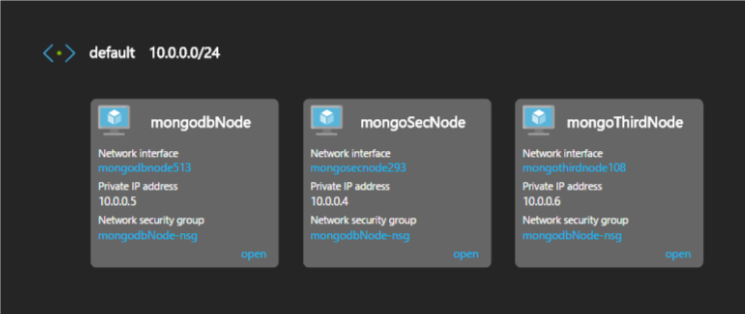 default 10.0.0.0/24
mongodbNode
Network interface
mongodbnode513
Private IP address
10.0.0.5
Network security group
mongodbNode-nsg
open
mongoSecNode
Network interface
mongosecnode293
Private IP address
10.0.0.4
Network security group
mongodbNode-nsg
open
mongoThirdNode
Network interface
mongothirdnode108
Private IP address
10.0.0.6
Network security group
mongodbNode-nsg
open